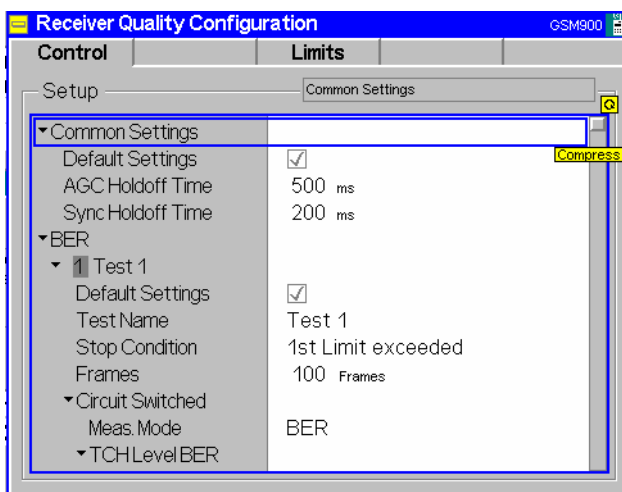 Receiver Quality Configuration GSM900
Control Limits
Setup Common Settings
Common Settings
Compress
Default Settings
AGC Holdoff Time 500 ms
Sync Holdoff Time 200 ms
BER
1 Test 1
Default Settings
Test Name Test 1
Stop Condition 1st Limit exceeded
Frames 100 Frames
Circuit Switched
Meas. Mode BER
TCH Level BER